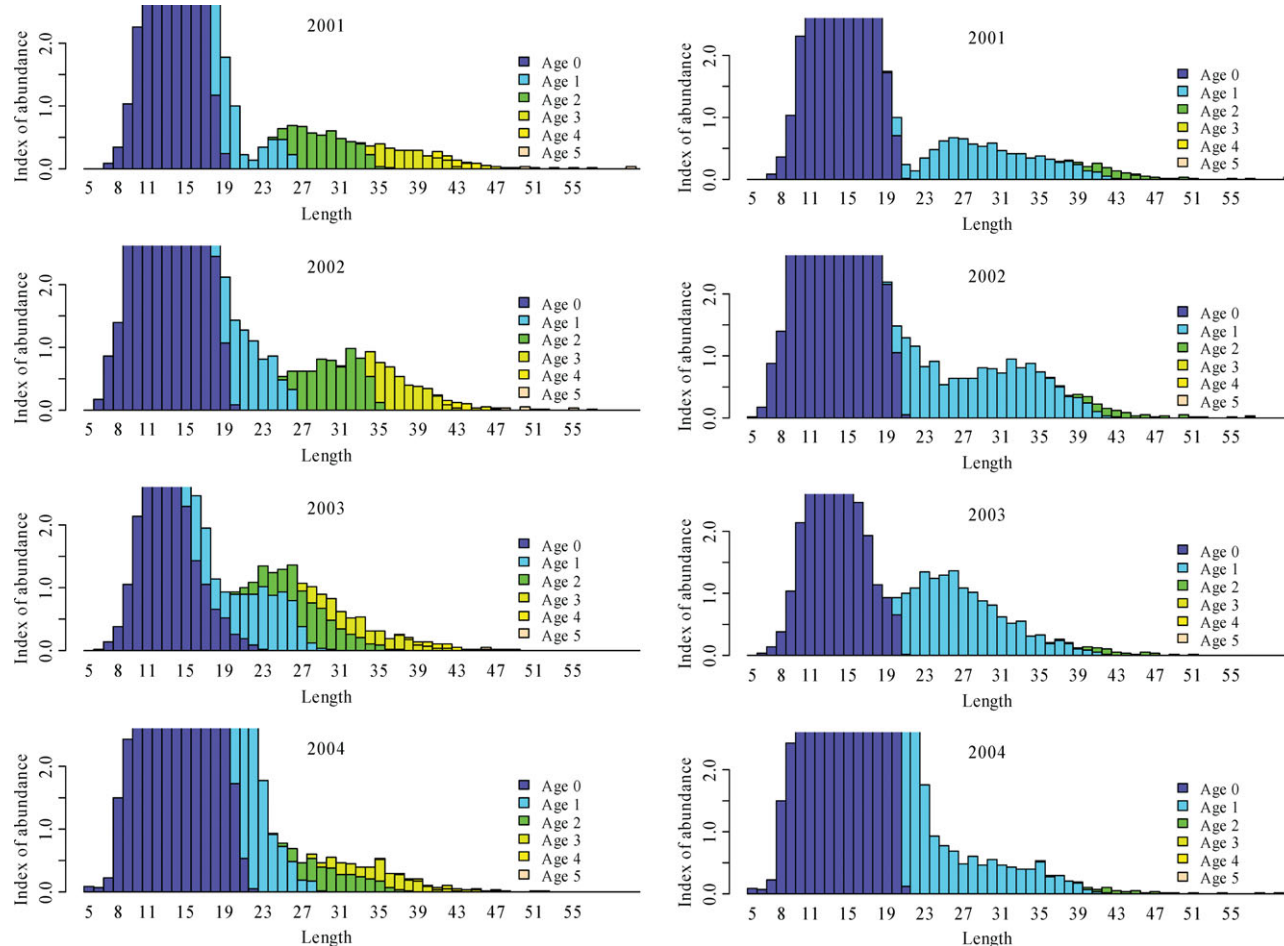 2001
Index of abundance
2.0
1.0
0.0
Age 0
Age 1
Age 2
Age 3
Age 4
Age 5
5 8 11 15 19 23 27 31 35 39 43 47 51 55
Length
2001
Index of abundance
2.0
1.0
0.0
Age 0
Age 1
Age 2
Age 3
Age 4
Age 5
5 8 11 15 19 23 27 31 35 39 43 47 51 55
Length
2002
Index of abundance
2.0
1.0
0.0
Age 0
Age 1
Age 2
Age 3
Age 4
Age 5
5 8 11 15 19 23 27 31 35 39 43 47 51 55
Length
2002
Index of abundance
2.0
1.0
0.0
Age 0
Age 1
Age 2
Age 3
Age 4
Age 5
5 8 11 15 19 23 27 31 35 39 43 47 51 55
Length
2003
Index of abundance
2.0
1.0
0.0
Age 0
Age 1
Age 2
Age 3
Age 4
Age 5
5 8 11 15 19 23 27 31 35 39 43 47 51 55
Length
2003
Index of abundance
2.0
1.0
0.0
Age 0
Age 1
Age 2
Age 3
Age 4
Age 5
5 8 11 15 19 23 27 31 35 39 43 47 51 55
Length
2004
Index of abundance
2.0
1.0
0.0
Age 0
Age 1
Age 2
Age 3
Age 4
Age 5
5 8 11 15 19 23 27 31 35 39 43 47 51 55
Length
2004
Index of abundance
2.0
1.0
0.0
Age 0
Age 1
Age 2
Age 3
Age 4
Age 5
5 8 11 15 19 23 27 31 35 39 43 47 51 55
Length